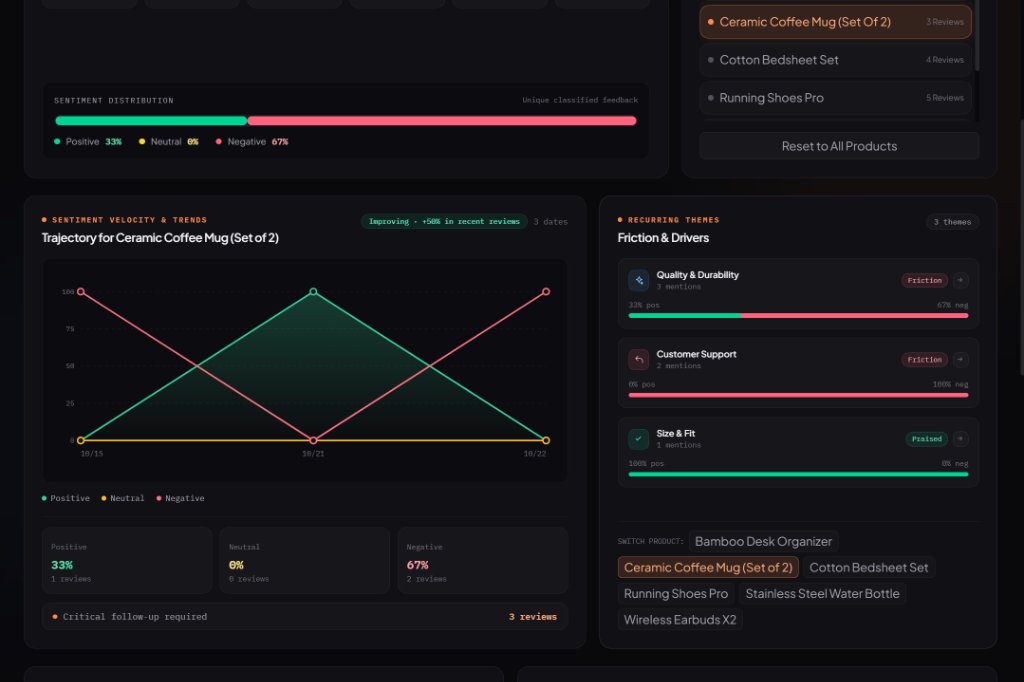 Ceramic Coffee Mug (Set Of 2) 3 Reviews
Cotton Bedsheet Set 4 Reviews
Running Shoes Pro 5 Reviews
Reset to All Products
SENTIMENT DISTRIBUTION Unique classified feedback
Positive 33% Neutral 0% Negative 67%
SENTIMENT VELOCITY & TRENDS
Improving · +50% in recent reviews 3 dates
Trajectory for Ceramic Coffee Mug (Set of 2)
100
75
50
25
0
10/15 10/21 10/22
Positive Neutral Negative
Positive
33%
1 reviews
Neutral
0%
0 reviews
Negative
67%
2 reviews
Critical follow-up required 3 reviews
RECURRING THEMES
3 themes
Friction & Drivers
Quality & Durability
3 mentions
Friction
33% pos 67% neg
Customer Support
2 mentions
Friction
0% pos 100% neg
Size & Fit
1 mentions
Praised
100% pos 0% neg
SWITCH PRODUCT: Bamboo Desk Organizer
Ceramic Coffee Mug (Set of 2) Cotton Bedsheet Set
Running Shoes Pro Stainless Steel Water Bottle
Wireless Earbuds X2